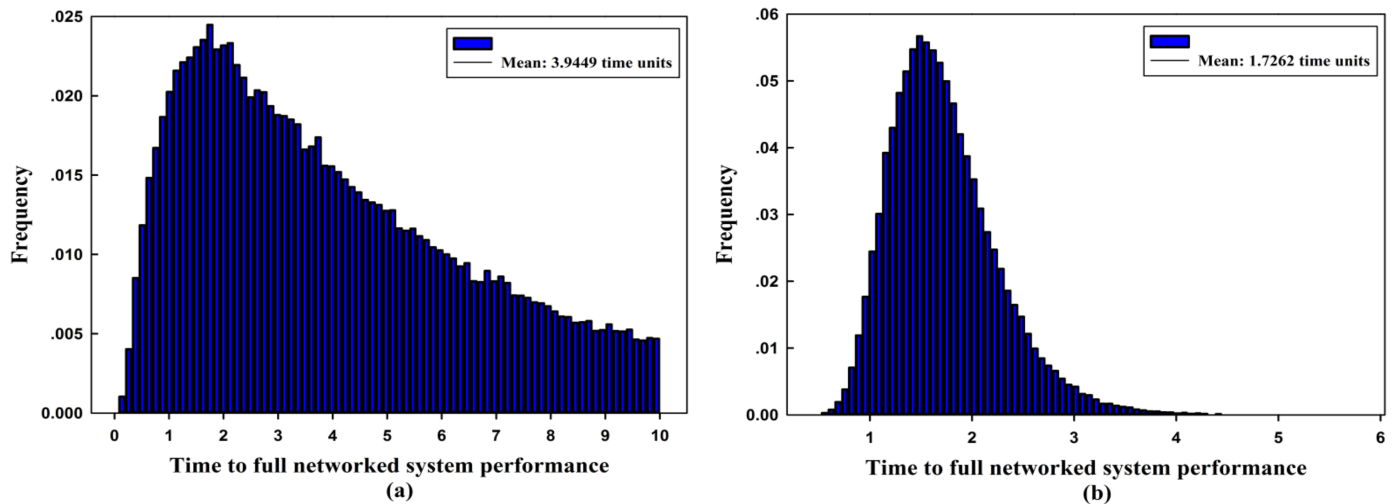 .025
.020
.015
.010
.005
0.000
Frequency
Mean: 3.9449 time units
0 1 2 3 4 5 6 7 8 9 10
Time to full networked system performance
(a)
.06
.05
.04
.03
.02
.01
0.00
Frequency
Mean: 1.7262 time units
1 2 3 4 5 6
Time to full networked system performance
(b)